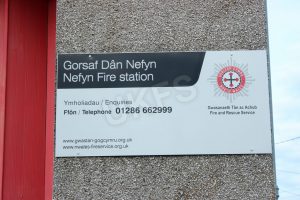 Gorsaf Dân Nefyn
Nefyn Fire station
Ymholiadau / Enquires
Ffôn / Telephone 01286 662999
Gwasanaeth Tân ac Achub
Fire and Rescue Service
www.gwastan-gogcymru.org.uk
www.nwales-fireservice.org.uk